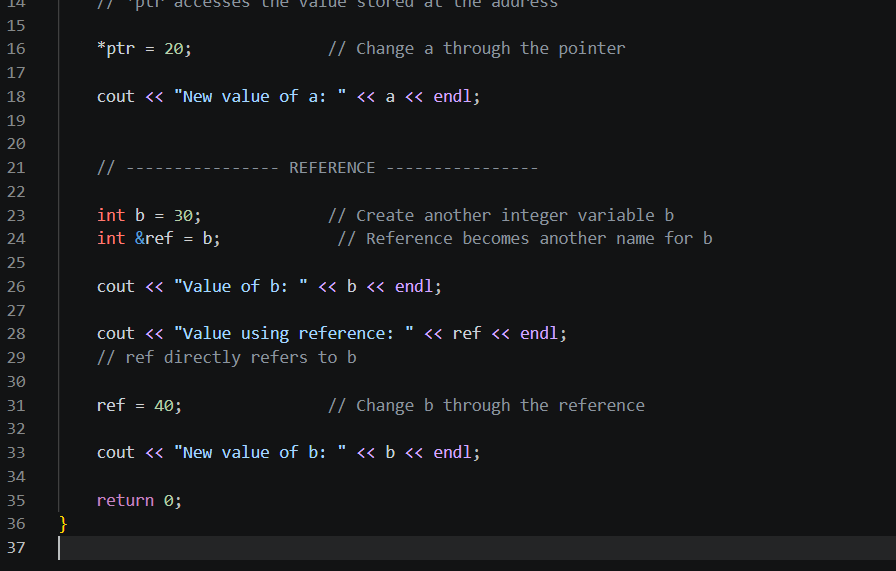 14 // *ptr accesses the value stored at the address
15
16 *ptr = 20; // Change a through the pointer
17
18 cout << "New value of a: " << a << endl;
19
20
21 // ---------------- REFERENCE ----------------
22
23 int b = 30; // Create another integer variable b
24 int &ref = b; // Reference becomes another name for b
25
26 cout << "Value of b: " << b << endl;
27
28 cout << "Value using reference: " << ref << endl;
29 // ref directly refers to b
30
31 ref = 40; // Change b through the reference
32
33 cout << "New value of b: " << b << endl;
34
35 return 0;
36 }
37